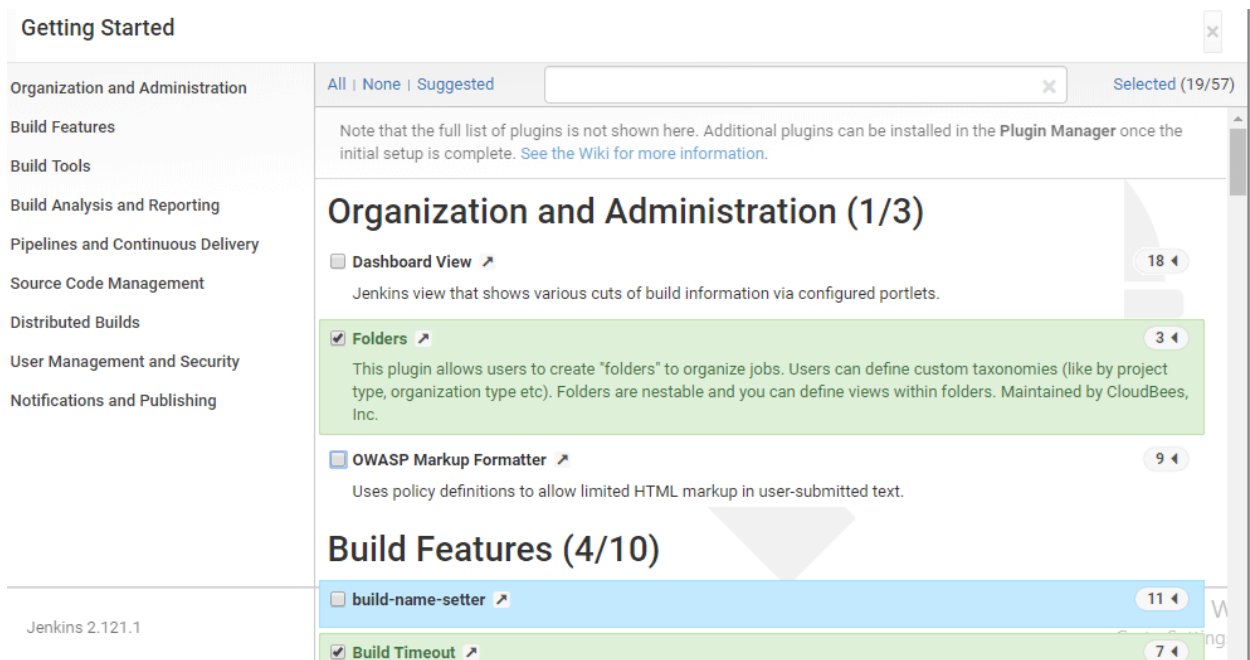 Getting Started
×
Organization and Administration
Build Features
Build Tools
Build Analysis and Reporting
Pipelines and Continuous Delivery
Source Code Management
Distributed Builds
User Management and Security
Notifications and Publishing
All | None | Suggested
×
Selected (19/57)
Note that the full list of plugins is not shown here. Additional plugins can be installed in the Plugin Manager once the
initial setup is complete. See the Wiki for more information.
Organization and Administration (1/3)
Dashboard View
18
Jenkins view that shows various cuts of build information via configured portlets.
Folders
3
This plugin allows users to create "folders" to organize jobs. Users can define custom taxonomies (like by project
type, organization type etc). Folders are nestable and you can define views within folders. Maintained by CloudBees,
Inc.
OWASP Markup Formatter
9
Uses policy definitions to allow limited HTML markup in user-submitted text.
Build Features (4/10)
build-name-setter
11
Build Timeout
7
Jenkins 2.121.1